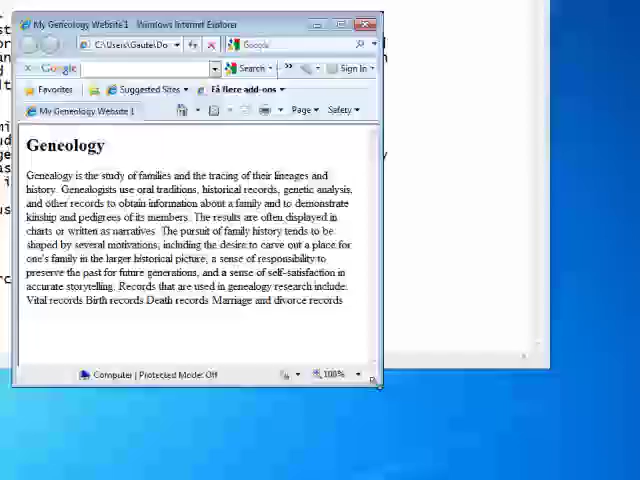 My Geneology Website1 - Windows Internet Explorer
C:\Users\Gaute\Do
Google
x Google
Search
»
Sign In
Favorites
Suggested Sites
Få flere add-ons
My Geneology Website 1
Page
Safety
Geneology
Genealogy is the study of families and the tracing of their lineages and
history. Genealogists use oral traditions, historical records, genetic analysis,
and other records to obtain information about a family and to demonstrate
kinship and pedigrees of its members. The results are often displayed in
charts or written as narratives. The pursuit of family history tends to be
shaped by several motivations, including the desire to carve out a place for
one's family in the larger historical picture, a sense of responsibility to
preserve the past for future generations, and a sense of self-satisfaction in
accurate storytelling. Records that are used in genealogy research include:
Vital records Birth records Death records Marriage and divorce records
Computer | Protected Mode: Off
100%